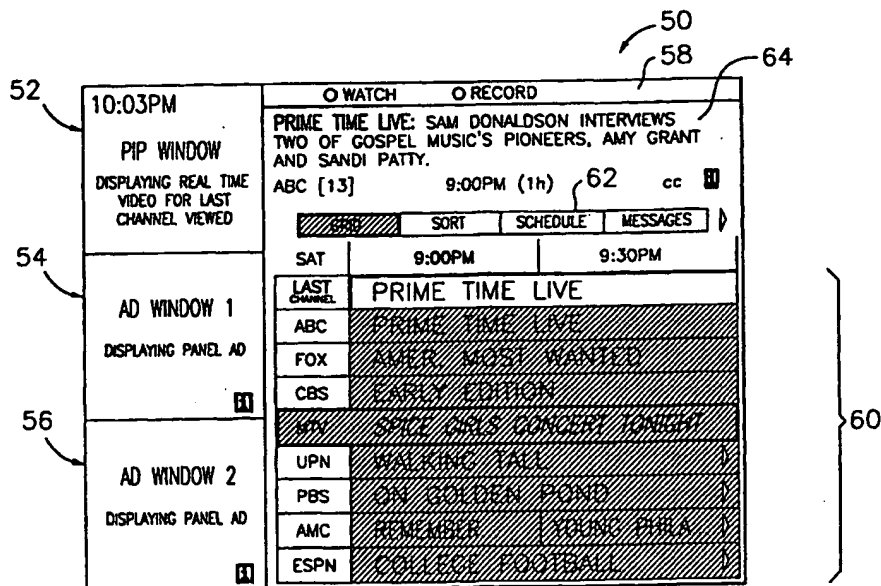 50
58
64
52
10:03PM
PIP WINDOW
DISPLAYING REAL TIME
VIDEO FOR LAST
CHANNEL VIEWED
O WATCH O RECORD
PRIME TIME LIVE: SAM DONALDSON INTERVIEWS
TWO OF GOSPEL MUSIC'S PIONEERS, AMY GRANT
AND SANDI PATTY.
ABC [13] 9:00PM (1h) 62 cc
GRID SORT SCHEDULE MESSAGES
54
AD WINDOW 1
DISPLAYING PANEL AD
56
AD WINDOW 2
DISPLAYING PANEL AD
SAT 9:00PM 9:30PM
LAST CHANNEL PRIME TIME LIVE
ABC PRIME TIME LIVE
FOX AMER. MOST WANTED
CBS EARLY EDITION
MTV SPICE GIRLS CONCERT TONIGHT
UPN WALKING TALL
PBS ON GOLDEN POND
AMC REMEMBER YOUNG PHILA
ESPN COLLEGE FOOTBALL
60